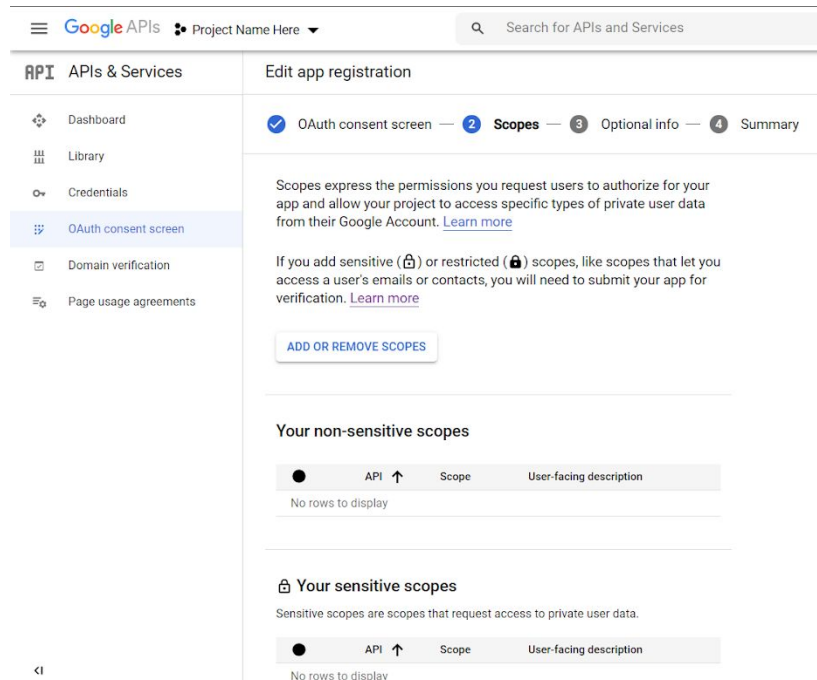 Google APIs Project Name Here Search for APIs and Services
API APIs & Services Edit app registration
Dashboard
Library
Credentials
OAuth consent screen
Domain verification
Page usage agreements
OAuth consent screen — 2 Scopes — 3 Optional info — 4 Summary
Scopes express the permissions you request users to authorize for your
app and allow your project to access specific types of private user data
from their Google Account. Learn more
If you add sensitive () or restricted () scopes, like scopes that let you
access a user's emails or contacts, you will need to submit your app for
verification. Learn more
ADD OR REMOVE SCOPES
Your non-sensitive scopes
API Scope User-facing description
No rows to display
Your sensitive scopes
Sensitive scopes are scopes that request access to private user data.
API Scope User-facing description
No rows to display